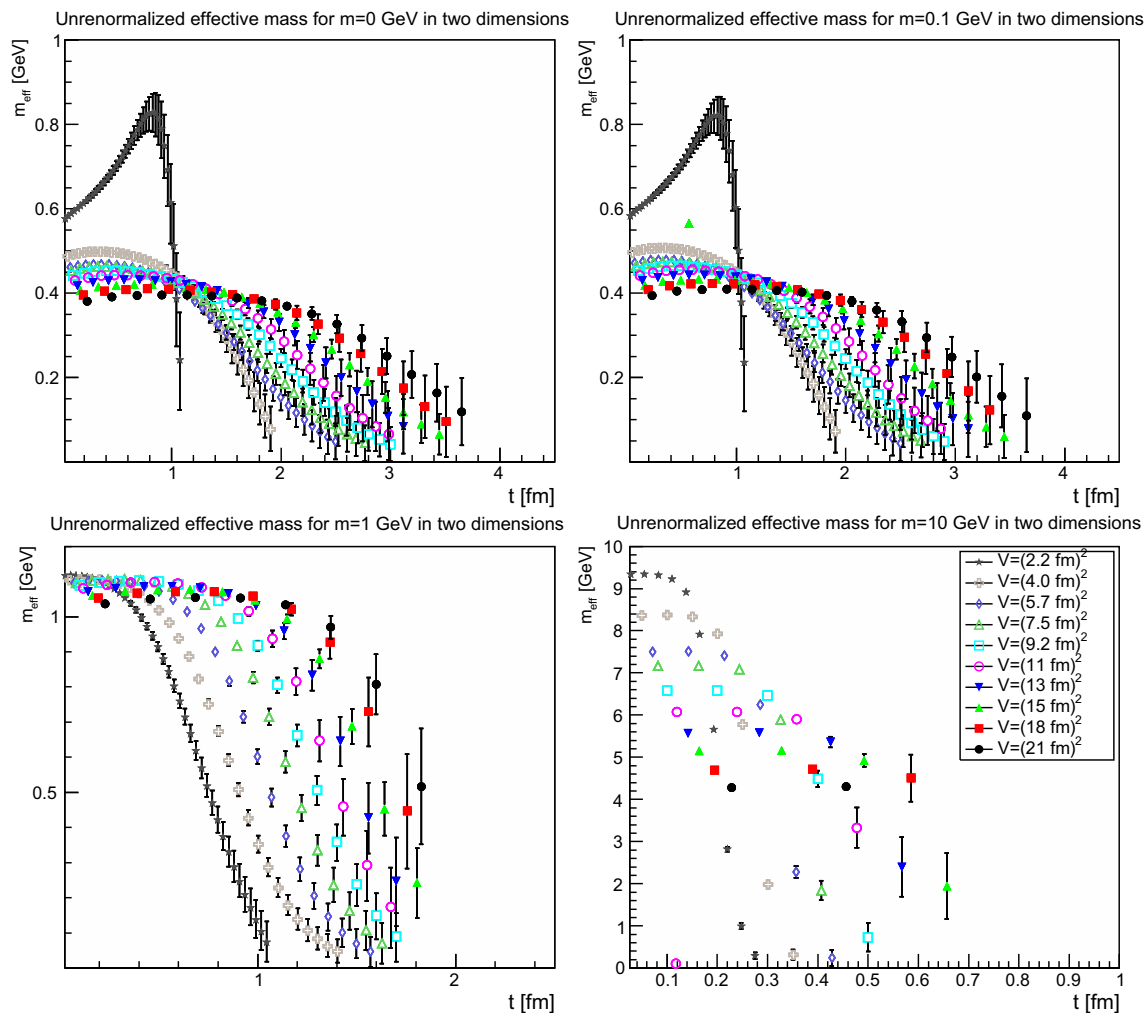 Unrenormalized effective mass for m=0 GeV in two dimensions
m_eff [GeV]
1
0.8
0.6
0.4
0.2
1
2
3
4
t [fm]
Unrenormalized effective mass for m=0.1 GeV in two dimensions
m_eff [GeV]
1
0.8
0.6
0.4
0.2
1
2
3
4
t [fm]
Unrenormalized effective mass for m=1 GeV in two dimensions
m_eff [GeV]
1
0.5
1
2
t [fm]
Unrenormalized effective mass for m=10 GeV in two dimensions
m_eff [GeV]
10
9
8
7
6
5
4
3
2
1
0
0.1 0.2 0.3 0.4 0.5 0.6 0.7 0.8 0.9 1
t [fm]
V=(2.2 fm)²
V=(4.0 fm)²
V=(5.7 fm)²
V=(7.5 fm)²
V=(9.2 fm)²
V=(11 fm)²
V=(13 fm)²
V=(15 fm)²
V=(18 fm)²
V=(21 fm)²